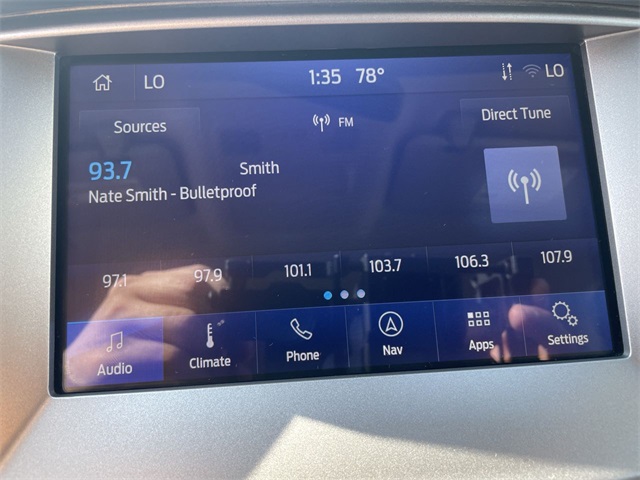 LO 1:35 78° LO
Sources FM Direct Tune
93.7 Smith
Nate Smith - Bulletproof
97.1 97.9 101.1 103.7 106.3 107.9
Audio Climate Phone Nav Apps Settings